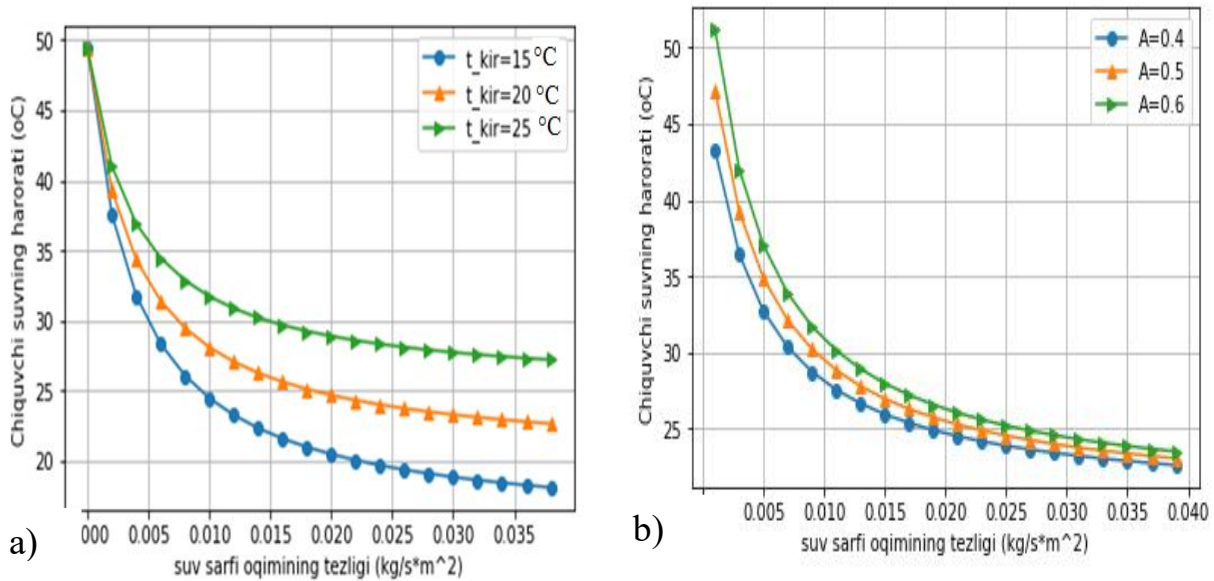 50
45
40
35
30
25
20
000 0.005 0.010 0.015 0.020 0.025 0.030 0.035
Chiquvchi suvning harorati (oC)
suv sarfi oqimining tezligi (kg/s*m^2)
t_kir=15 °C
t_kir=20 °C
t_kir=25 °C
a)
50
45
40
35
30
25
0.005 0.010 0.015 0.020 0.025 0.030 0.035 0.040
Chiquvchi suvning harorati (oC)
suv sarfi oqimining tezligi (kg/s*m^2)
A=0.4
A=0.5
A=0.6
b)